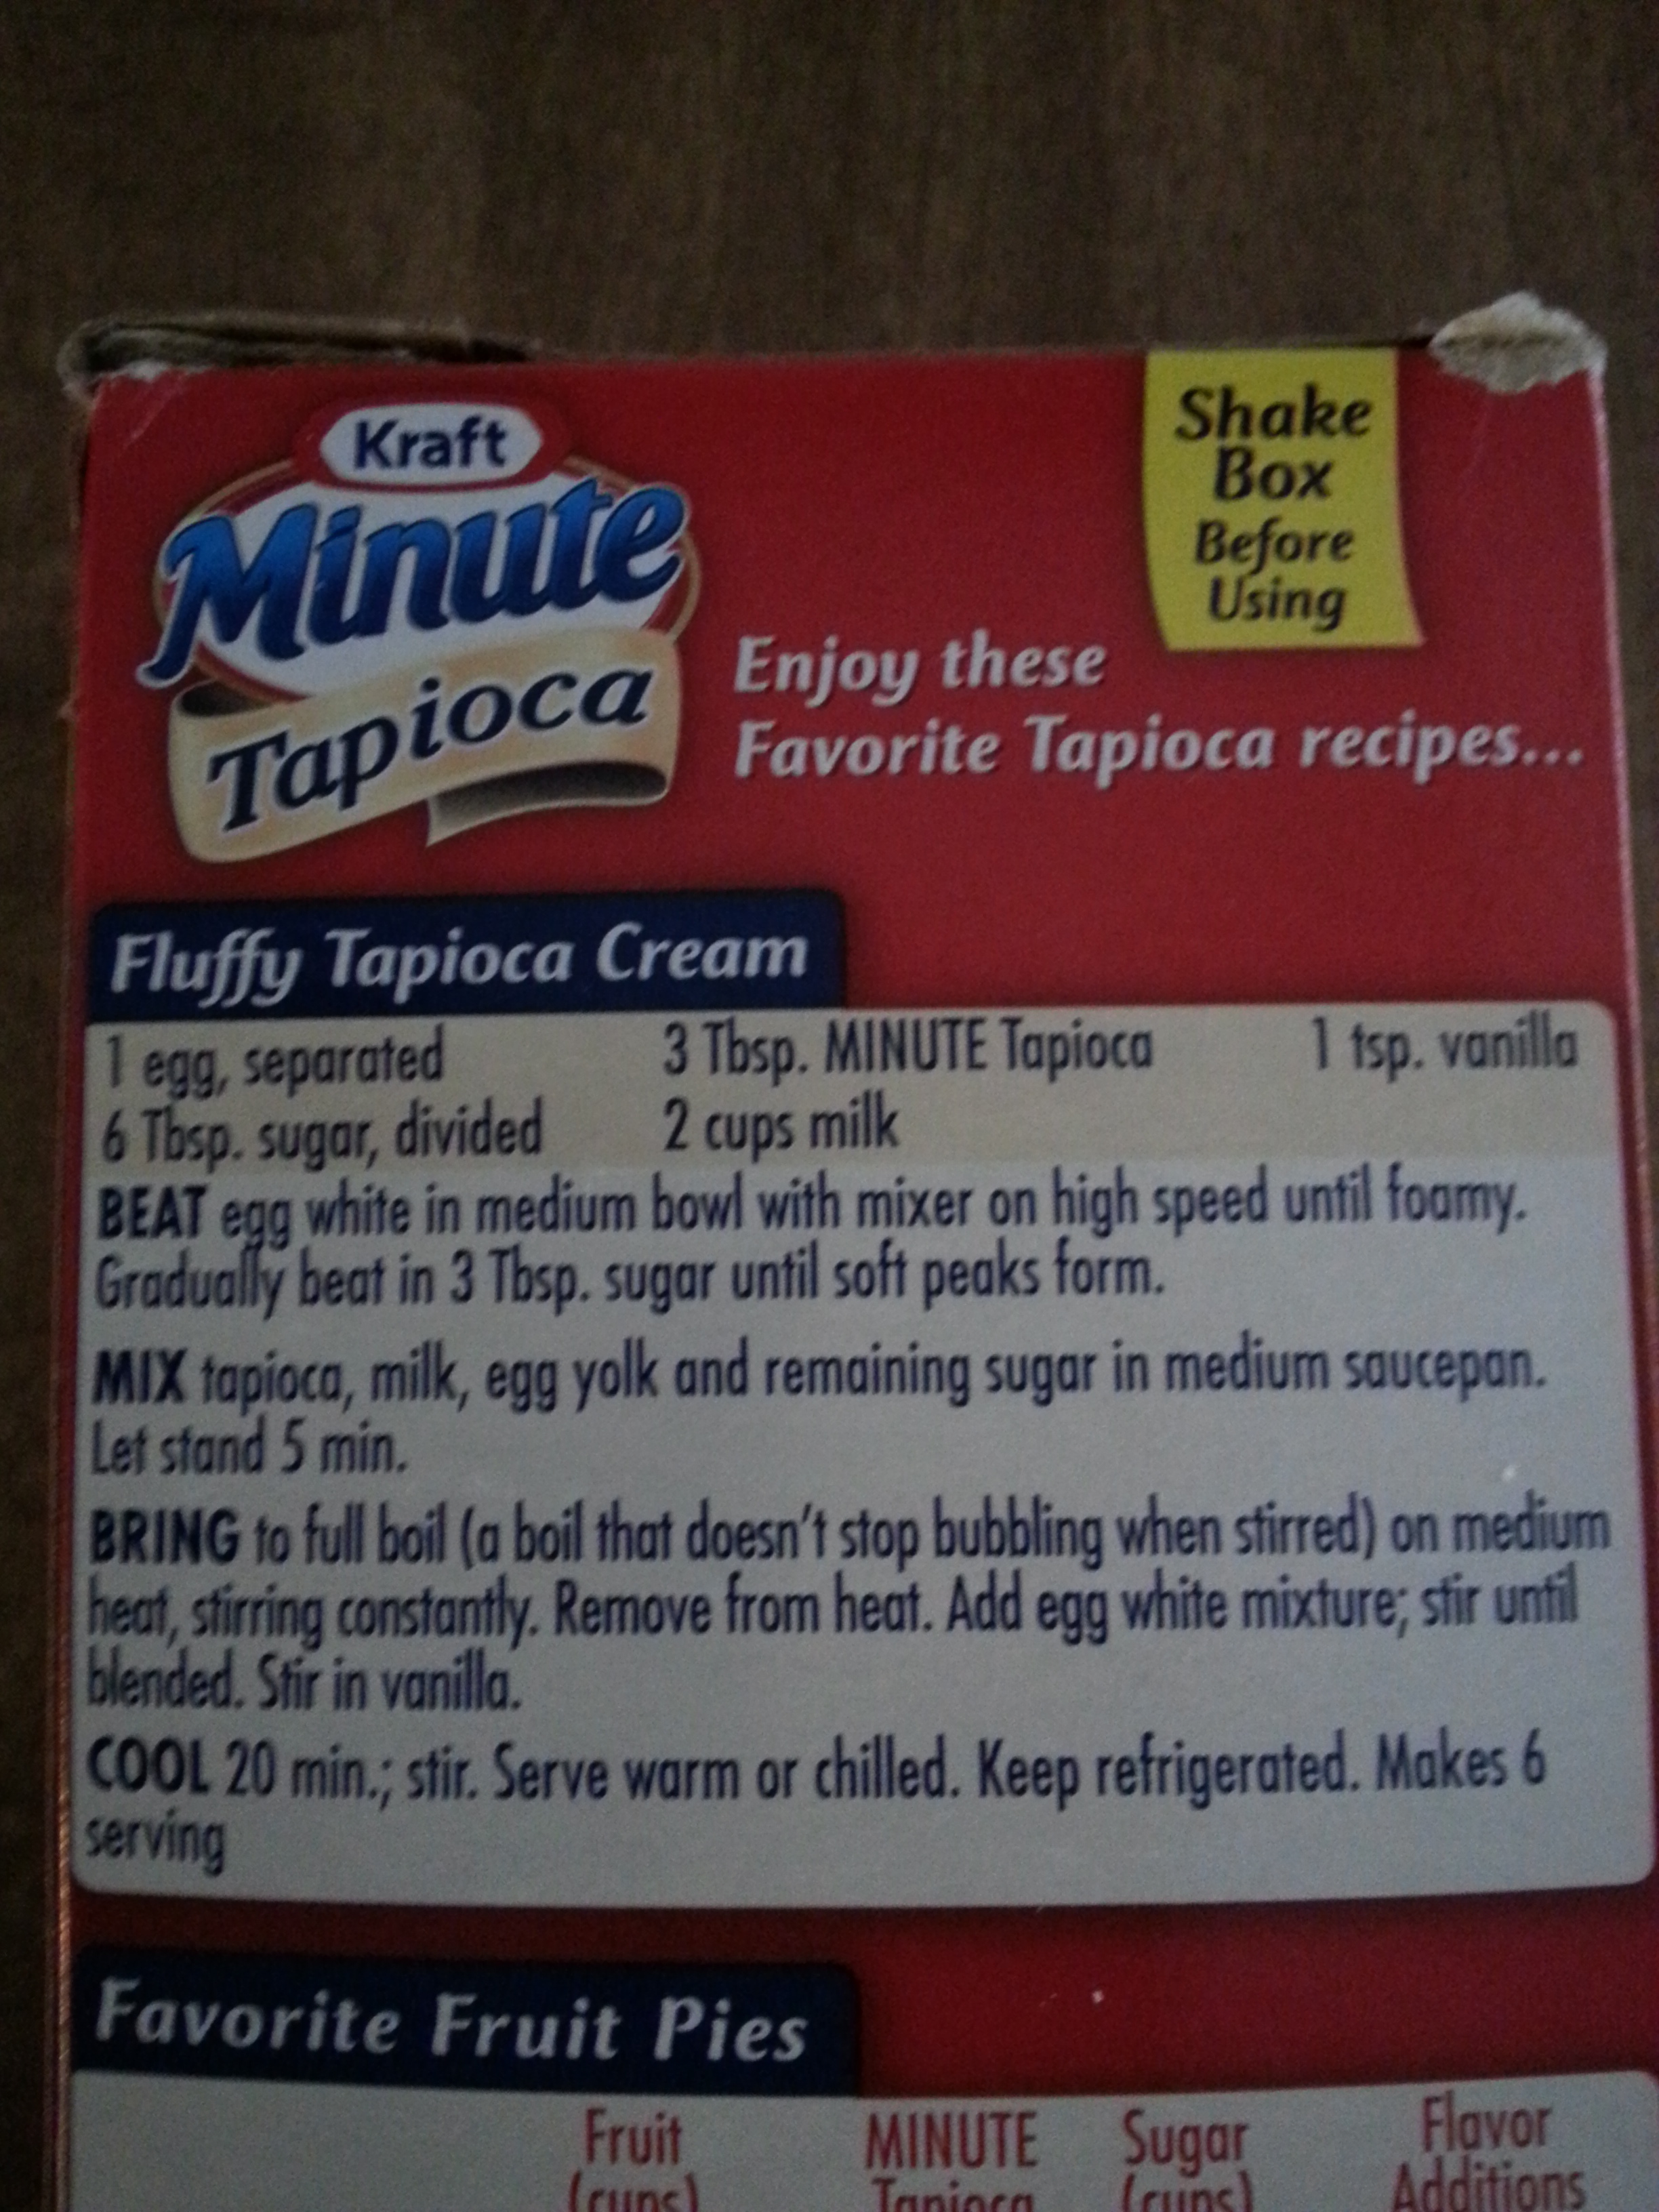 Kraft
Minute
Tapioca
Shake
Box
Before
Using
Enjoy these
Favorite Tapioca recipes...
Fluffy Tapioca Cream
1 egg, separated 3 Tbsp. MINUTE Tapioca 1 tsp. vanilla
6 Tbsp. sugar, divided 2 cups milk
BEAT egg white in medium bowl with mixer on high speed until foamy.
Gradually beat in 3 Tbsp. sugar until soft peaks form.
MIX tapioca, milk, egg yolk and remaining sugar in medium saucepan.
Let stand 5 min.
BRING to full boil (a boil that doesn't stop bubbling when stirred) on medium
heat, stirring constantly. Remove from heat. Add egg white mixture; stir until
blended. Stir in vanilla.
COOL 20 min.; stir. Serve warm or chilled. Keep refrigerated. Makes 6
serving
Favorite Fruit Pies
Fruit MINUTE Sugar Flavor
(cups) Tapioca (cups) Additions